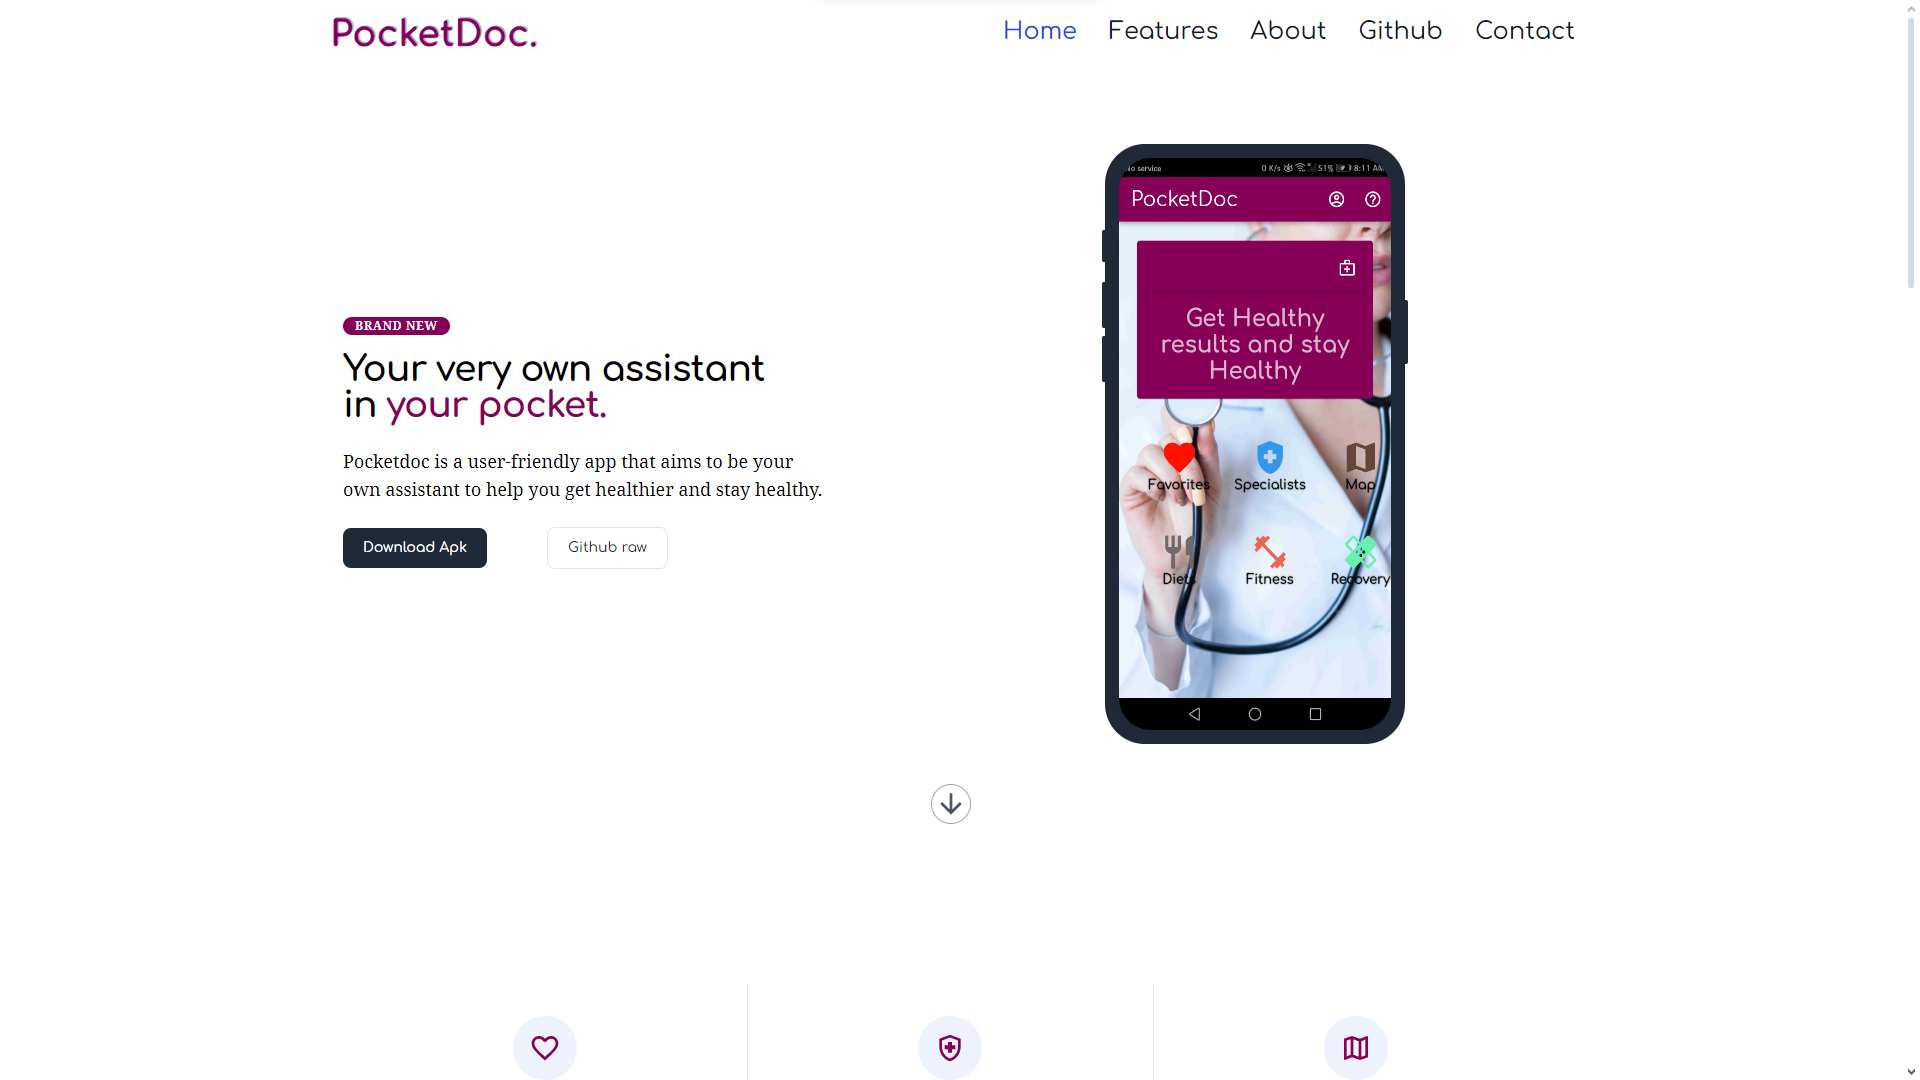 PocketDoc.
Home Features About Github Contact
No service 0 K/s 51% 8:11 AM
PocketDoc
Get Healthy
results and stay
Healthy
Favorites Specialists Map
Diets Fitness Recovery
BRAND NEW
Your very own assistant
in your pocket.
Pocketdoc is a user-friendly app that aims to be your
own assistant to help you get healthier and stay healthy.
Download Apk Github raw